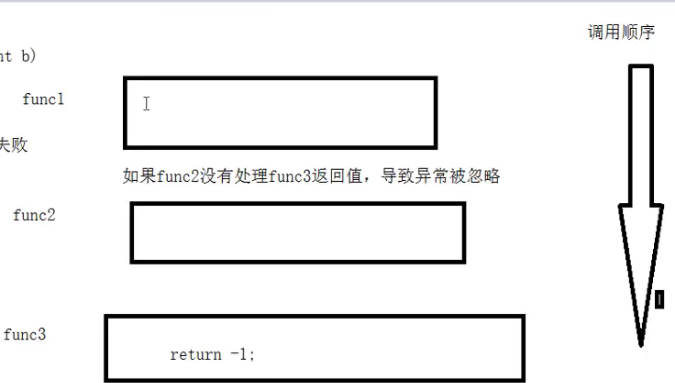 调用顺序
nt b)
func1
失败
如果func2没有处理func3返回值，导致异常被忽略
func2
func3
return -1;